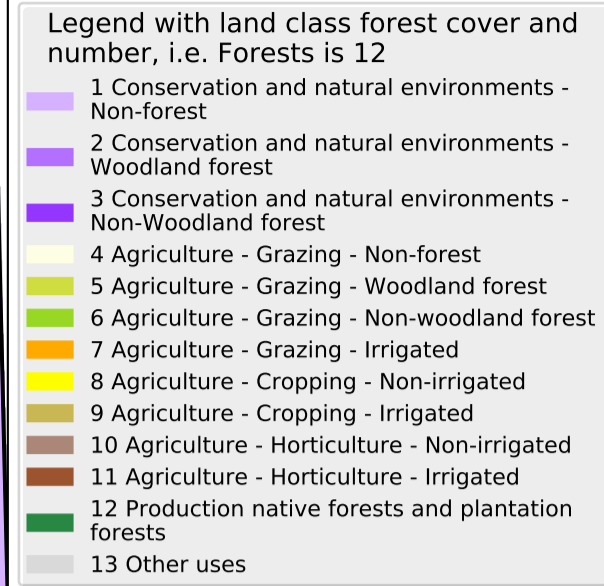 Legend with land class forest cover and
number, i.e. Forests is 12
1 Conservation and natural environments -
Non-forest
2 Conservation and natural environments -
Woodland forest
3 Conservation and natural environments -
Non-Woodland forest
4 Agriculture - Grazing - Non-forest
5 Agriculture - Grazing - Woodland forest
6 Agriculture - Grazing - Non-woodland forest
7 Agriculture - Grazing - Irrigated
8 Agriculture - Cropping - Non-irrigated
9 Agriculture - Cropping - Irrigated
10 Agriculture - Horticulture - Non-irrigated
11 Agriculture - Horticulture - Irrigated
12 Production native forests and plantation
forests
13 Other uses